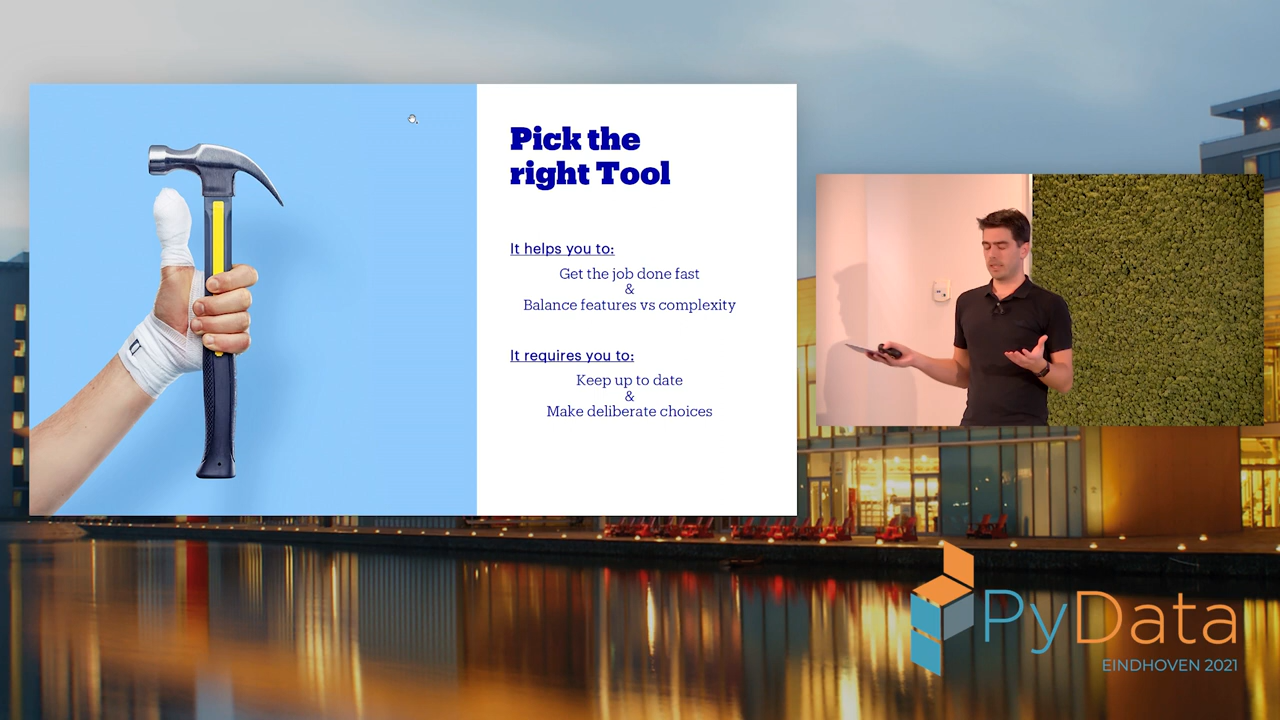 Pick the
right Tool
It helps you to:
Get the job done fast
&
Balance features vs complexity
It requires you to:
Keep up to date
&
Make deliberate choices
PyData
EINDHOVEN 2021